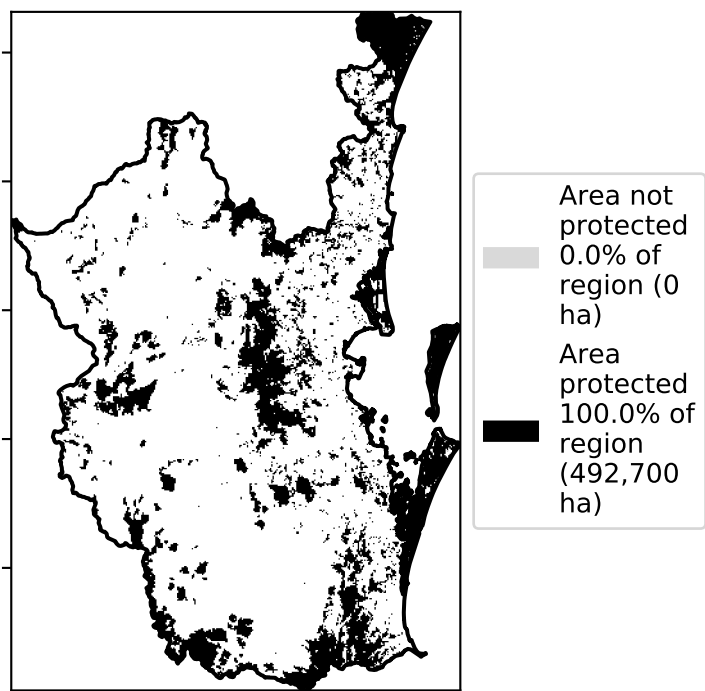 Area not
protected
0.0% of
region (0
ha)
Area
protected
100.0% of
region
(492,700
ha)